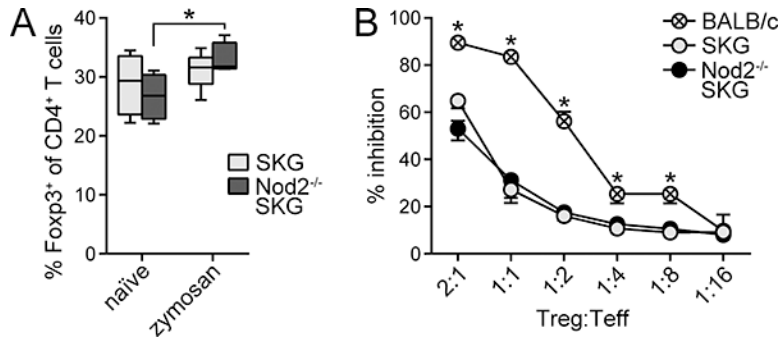 A
% Foxp3⁺ of CD4⁺ T cells
40
30
20
10
0
*
SKG
Nod2⁻/⁻
SKG
naïve
zymosan
B
% inhibition
100
80
60
40
20
0
*
*
*
*
*
BALB/c
SKG
Nod2⁻/⁻
SKG
2:1
1:1
1:2
1:4
1:8
1:16
Treg:Teff